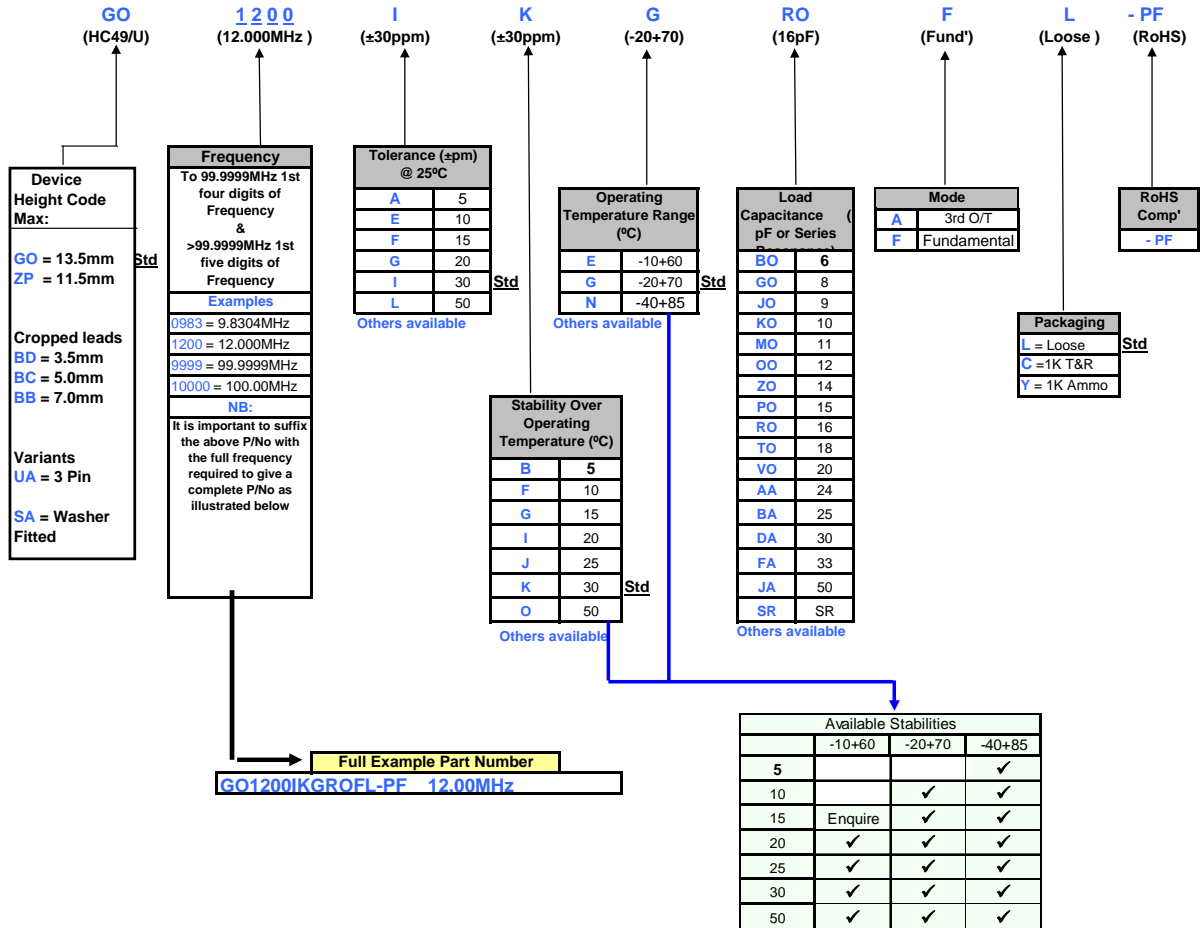 GO 1200 I K G RO F L - PF
(HC49/U) (12.000MHz ) (±30ppm) (±30ppm) (-20+70) (16pF) (Fund') (Loose ) (RoHS)
Device
Height Code
Max:
GO = 13.5mm Std
ZP = 11.5mm
Cropped leads
BD = 3.5mm
BC = 5.0mm
BB = 7.0mm
Variants
UA = 3 Pin
SA = Washer
Fitted
Frequency
To 99.9999MHz 1st
four digits of
Frequency
&
>99.9999MHz 1st
five digits of
Frequency
Examples
0983 = 9.8304MHz
1200 = 12.000MHz
9999 = 99.9999MHz
10000 = 100.00MHz
NB:
It is important to suffix
the above P/No with
the full frequency
required to give a
complete P/No as
illustrated below
Tolerance (±pm)
@ 25ºC
A 5
E 10
F 15
G 20
I 30 Std
L 50
Others available
Stability Over
Operating
Temperature (ºC)
B 5
F 10
G 15
I 20
J 25
K 30 Std
O 50
Others available
Operating
Temperature Range
(ºC)
E -10+60
G -20+70 Std
N -40+85
Others available
Load
Capacitance (
pF or Series
Resonance)
BO 6
GO 8
JO 9
KO 10
MO 11
OO 12
ZO 14
PO 15
RO 16
TO 18
VO 20
AA 24
BA 25
DA 30
FA 33
JA 50
SR SR
Others available
Mode
A 3rd O/T
F Fundamental
Packaging
L = Loose Std
C =1K T&R
Y = 1K Ammo
RoHS
Comp'
- PF
Full Example Part Number
GO1200IKGROFL-PF 12.00MHz
Available Stabilities
-10+60 -20+70 -40+85
5 ✓
10 ✓ ✓
15 Enquire ✓ ✓
20 ✓ ✓ ✓
25 ✓ ✓ ✓
30 ✓ ✓ ✓
50 ✓ ✓ ✓